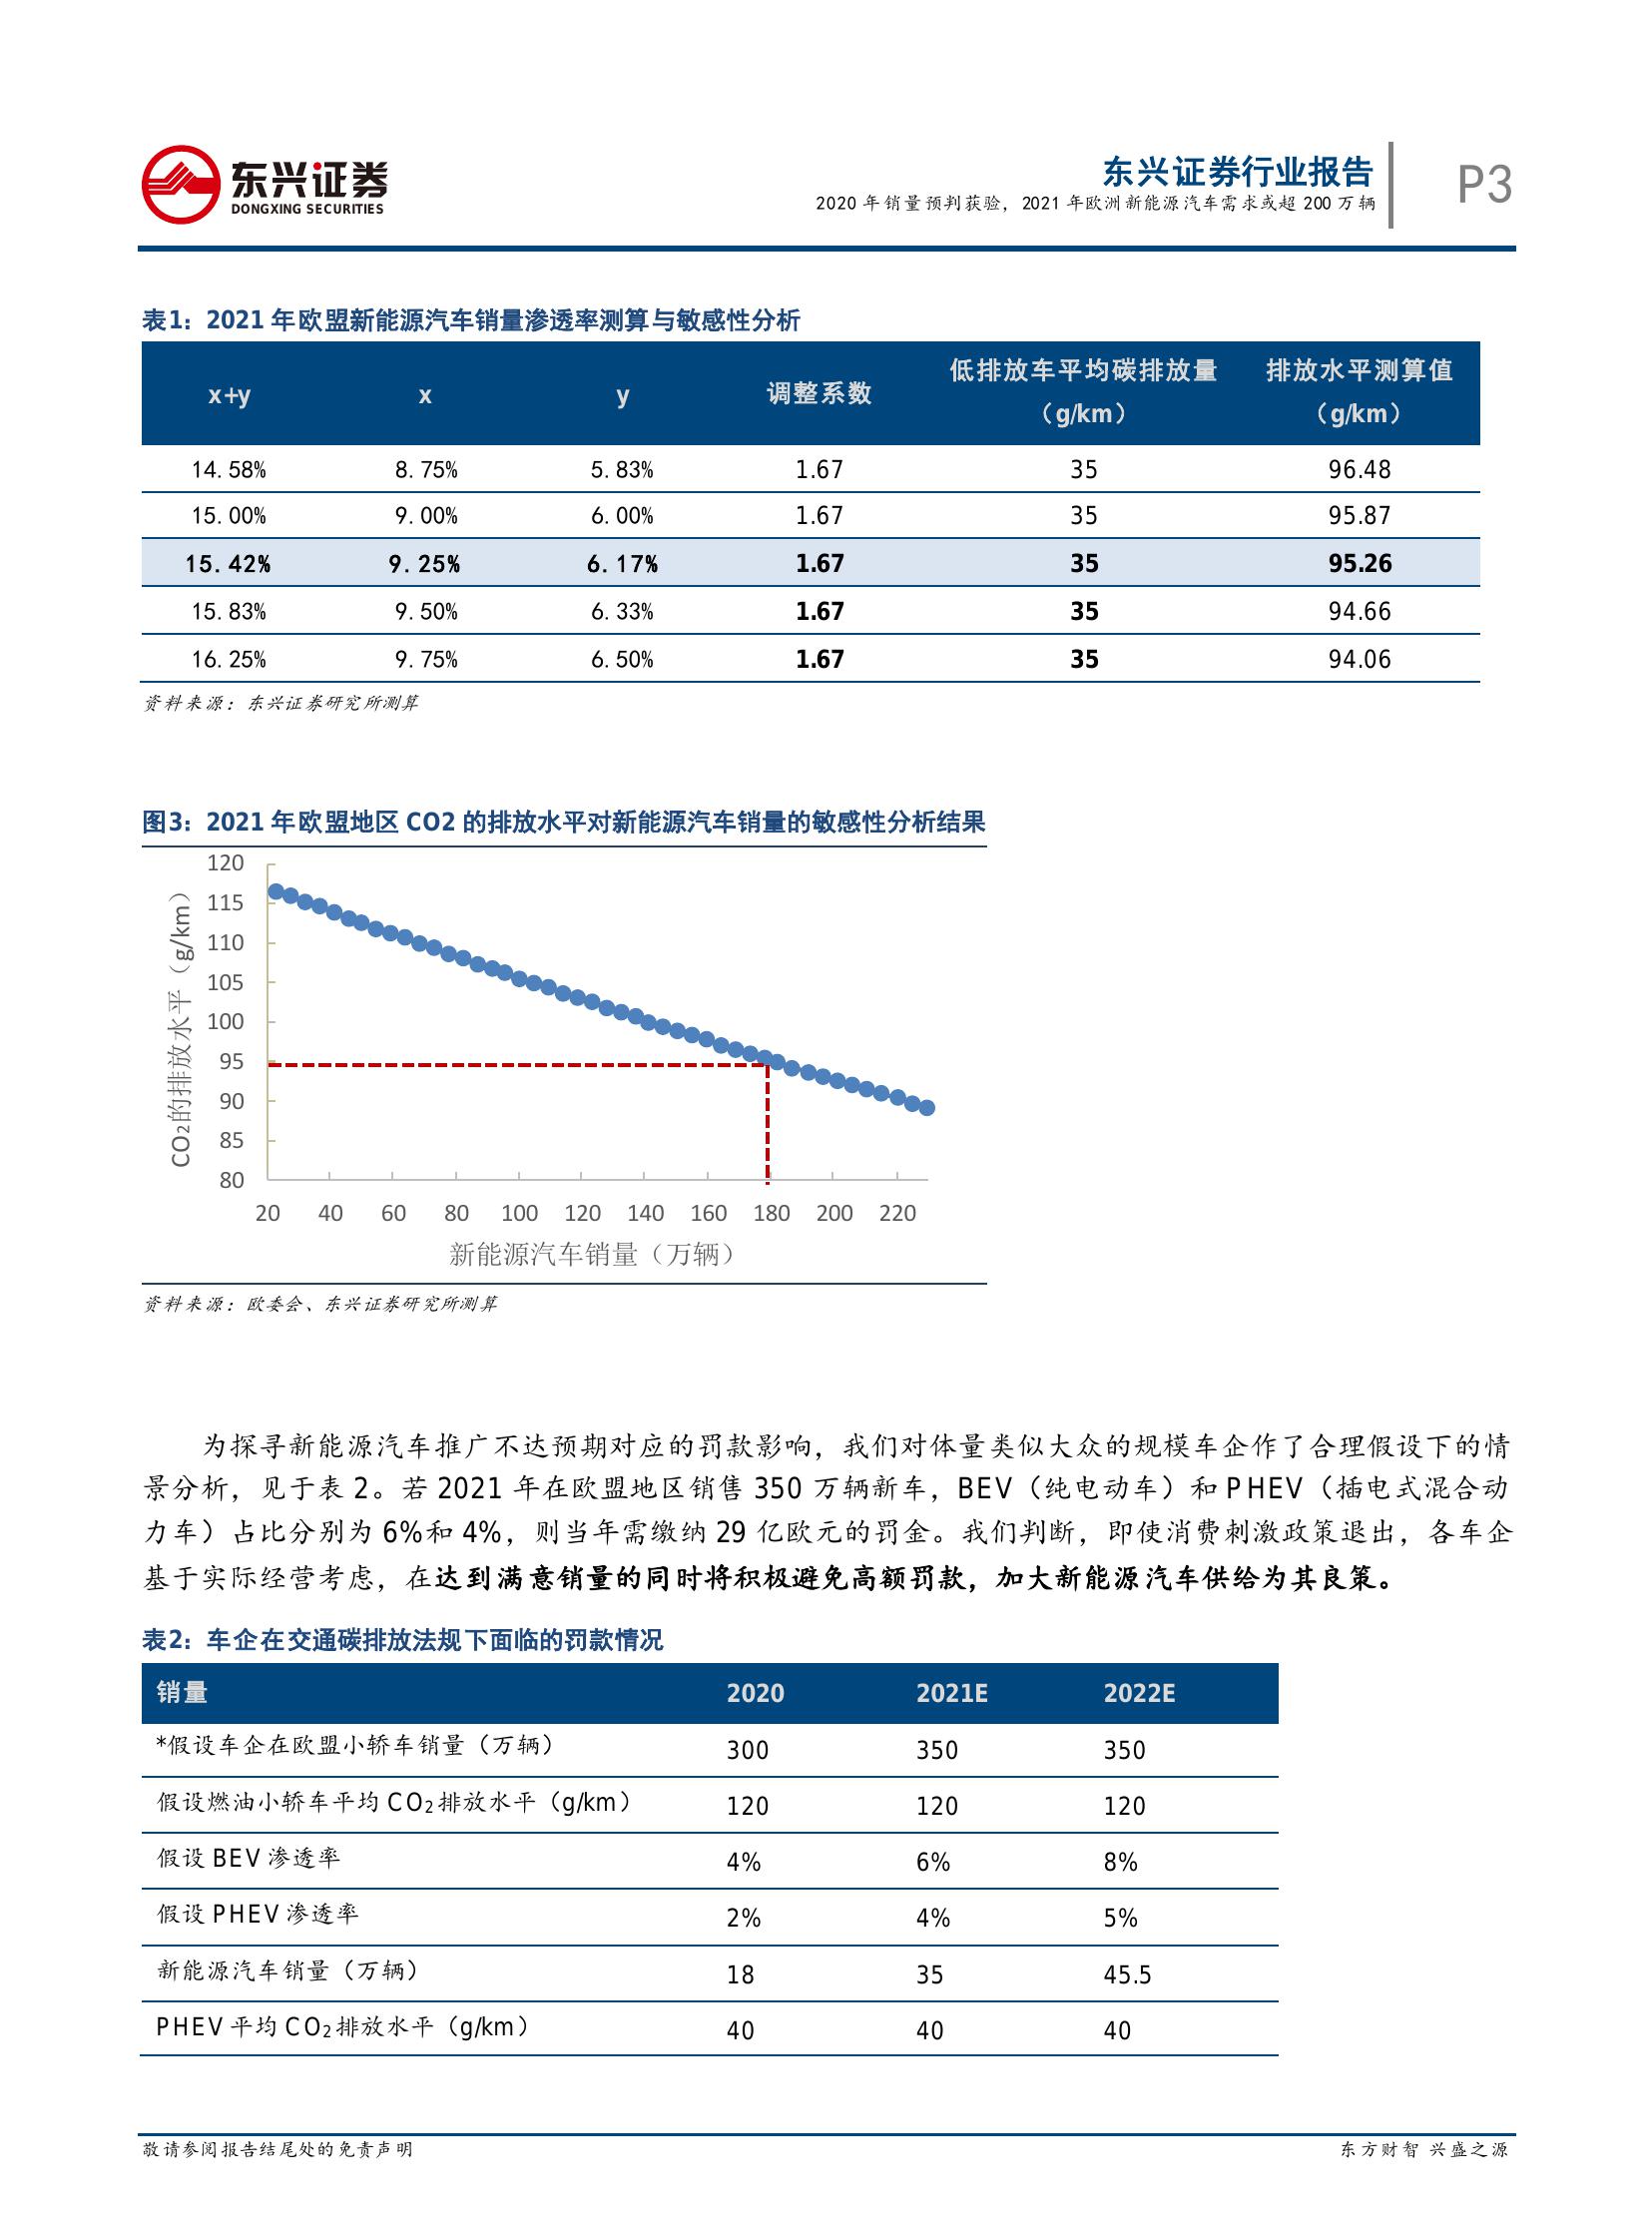 东兴证券
DONGXING SECURITIES
东兴证券行业报告
2020 年销量预判获验，2021 年欧洲新能源汽车需求或超 200 万辆
P3
表1：2021 年欧盟新能源汽车销量渗透率测算与敏感性分析
x+y x y 调整系数 低排放车平均碳排放量（g/km） 排放水平测算值（g/km）
14.58% 8.75% 5.83% 1.67 35 96.48
15.00% 9.00% 6.00% 1.67 35 95.87
15.42% 9.25% 6.17% 1.67 35 95.26
15.83% 9.50% 6.33% 1.67 35 94.66
16.25% 9.75% 6.50% 1.67 35 94.06
资料来源：东兴证券研究所测算
图3：2021 年欧盟地区 CO2 的排放水平对新能源汽车销量的敏感性分析结果
CO₂的排放水平（g/km）
120
115
110
105
100
95
90
85
80
20 40 60 80 100 120 140 160 180 200 220
新能源汽车销量（万辆）
资料来源：欧委会、东兴证券研究所测算
为探寻新能源汽车推广不达预期对应的罚款影响，我们对体量类似大众的规模车企作了合理假设下的情
景分析，见于表 2。若 2021 年在欧盟地区销售 350 万辆新车，BEV（纯电动车）和 PHEV（插电式混合动
力车）占比分别为 6%和 4%，则当年需缴纳 29 亿欧元的罚金。我们判断，即使消费刺激政策退出，各车企
基于实际经营考虑，在达到满意销量的同时将积极避免高额罚款，加大新能源汽车供给为其良策。
表2：车企在交通碳排放法规下面临的罚款情况
销量 2020 2021E 2022E
*假设车企在欧盟小轿车销量（万辆） 300 350 350
假设燃油小轿车平均 CO₂排放水平（g/km） 120 120 120
假设 BEV 渗透率 4% 6% 8%
假设 PHEV 渗透率 2% 4% 5%
新能源汽车销量（万辆） 18 35 45.5
PHEV 平均 CO₂排放水平（g/km） 40 40 40
敬请参阅报告结尾处的免责声明
东方财智 兴盛之源